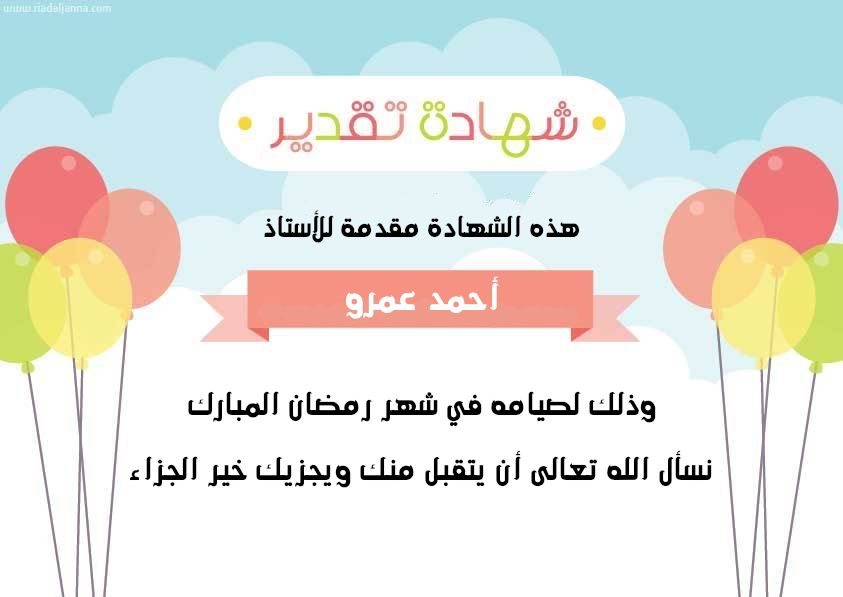 www.riadaljanna.com
شهادة تقدير
هذه الشهادة مقدمة للأستاذ
أحمد عمرو
وذلك لصيامه في شهر رمضان المبارك
نسأل الله تعالى أن يتقبل منك ويجزيك خير الجزاء